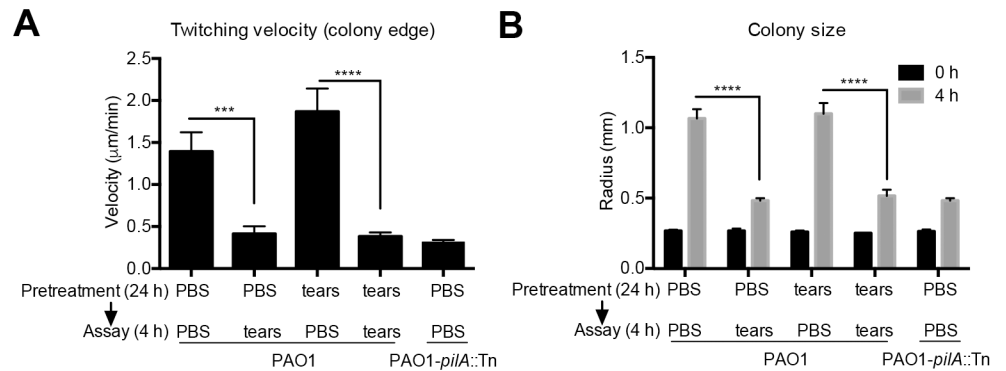 A
Twitching velocity (colony edge)
Velocity (µm/min)
2.5
2.0
1.5
1.0
0.5
0.0
***
****
Pretreatment (24 h) PBS PBS tears tears PBS
Assay (4 h) PBS tears PBS tears PBS
PAO1 PAO1-pilA::Tn
B
Colony size
Radius (mm)
1.5
1.0
0.5
0.0
****
****
0 h
4 h
Pretreatment (24 h) PBS PBS tears tears PBS
Assay (4 h) PBS tears PBS tears PBS
PAO1 PAO1-pilA::Tn